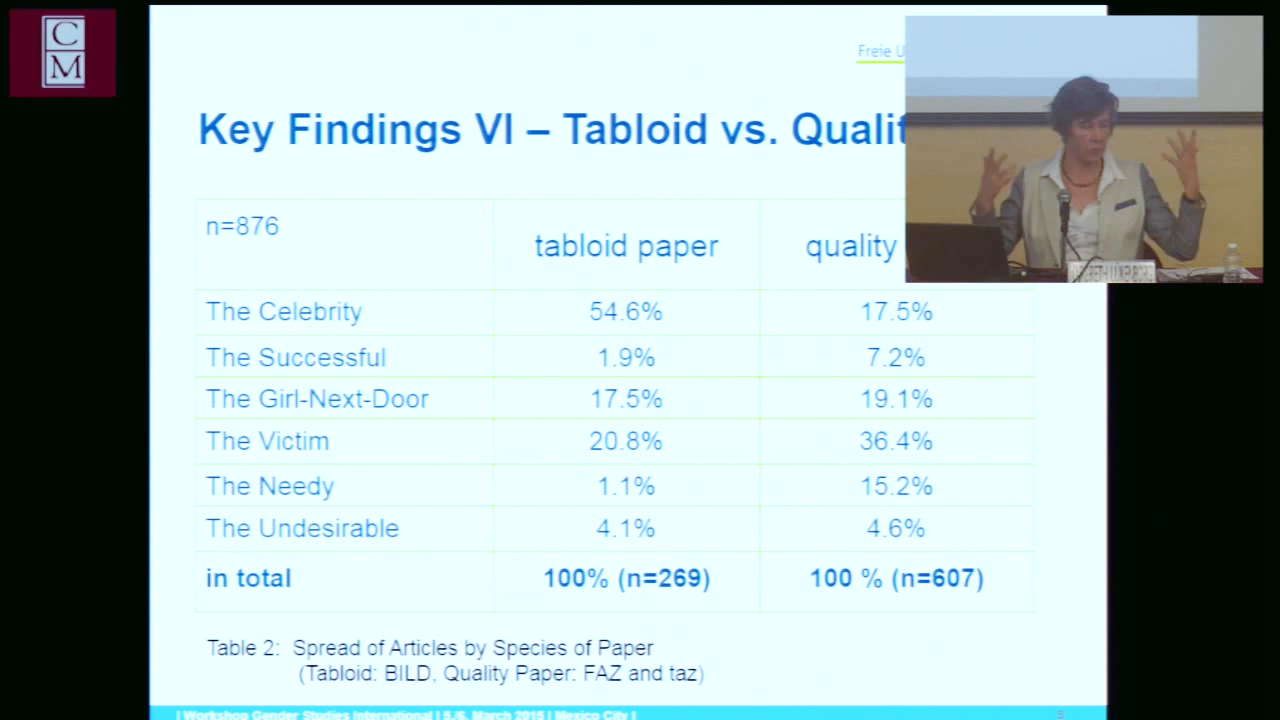 C
M
Freie U
Key Findings VI – Tabloid vs. Qualit
n=876
tabloid paper
quality
The Celebrity
54.6%
17.5%
The Successful
1.9%
7.2%
The Girl-Next-Door
17.5%
19.1%
The Victim
20.8%
36.4%
The Needy
1.1%
15.2%
The Undesirable
4.1%
4.6%
in total
100% (n=269)
100 % (n=607)
Table 2: Spread of Articles by Species of Paper
(Tabloid: BILD, Quality Paper: FAZ and taz)
| Workshop Gender Studies International | 5./6. March 2015 | Mexico City |